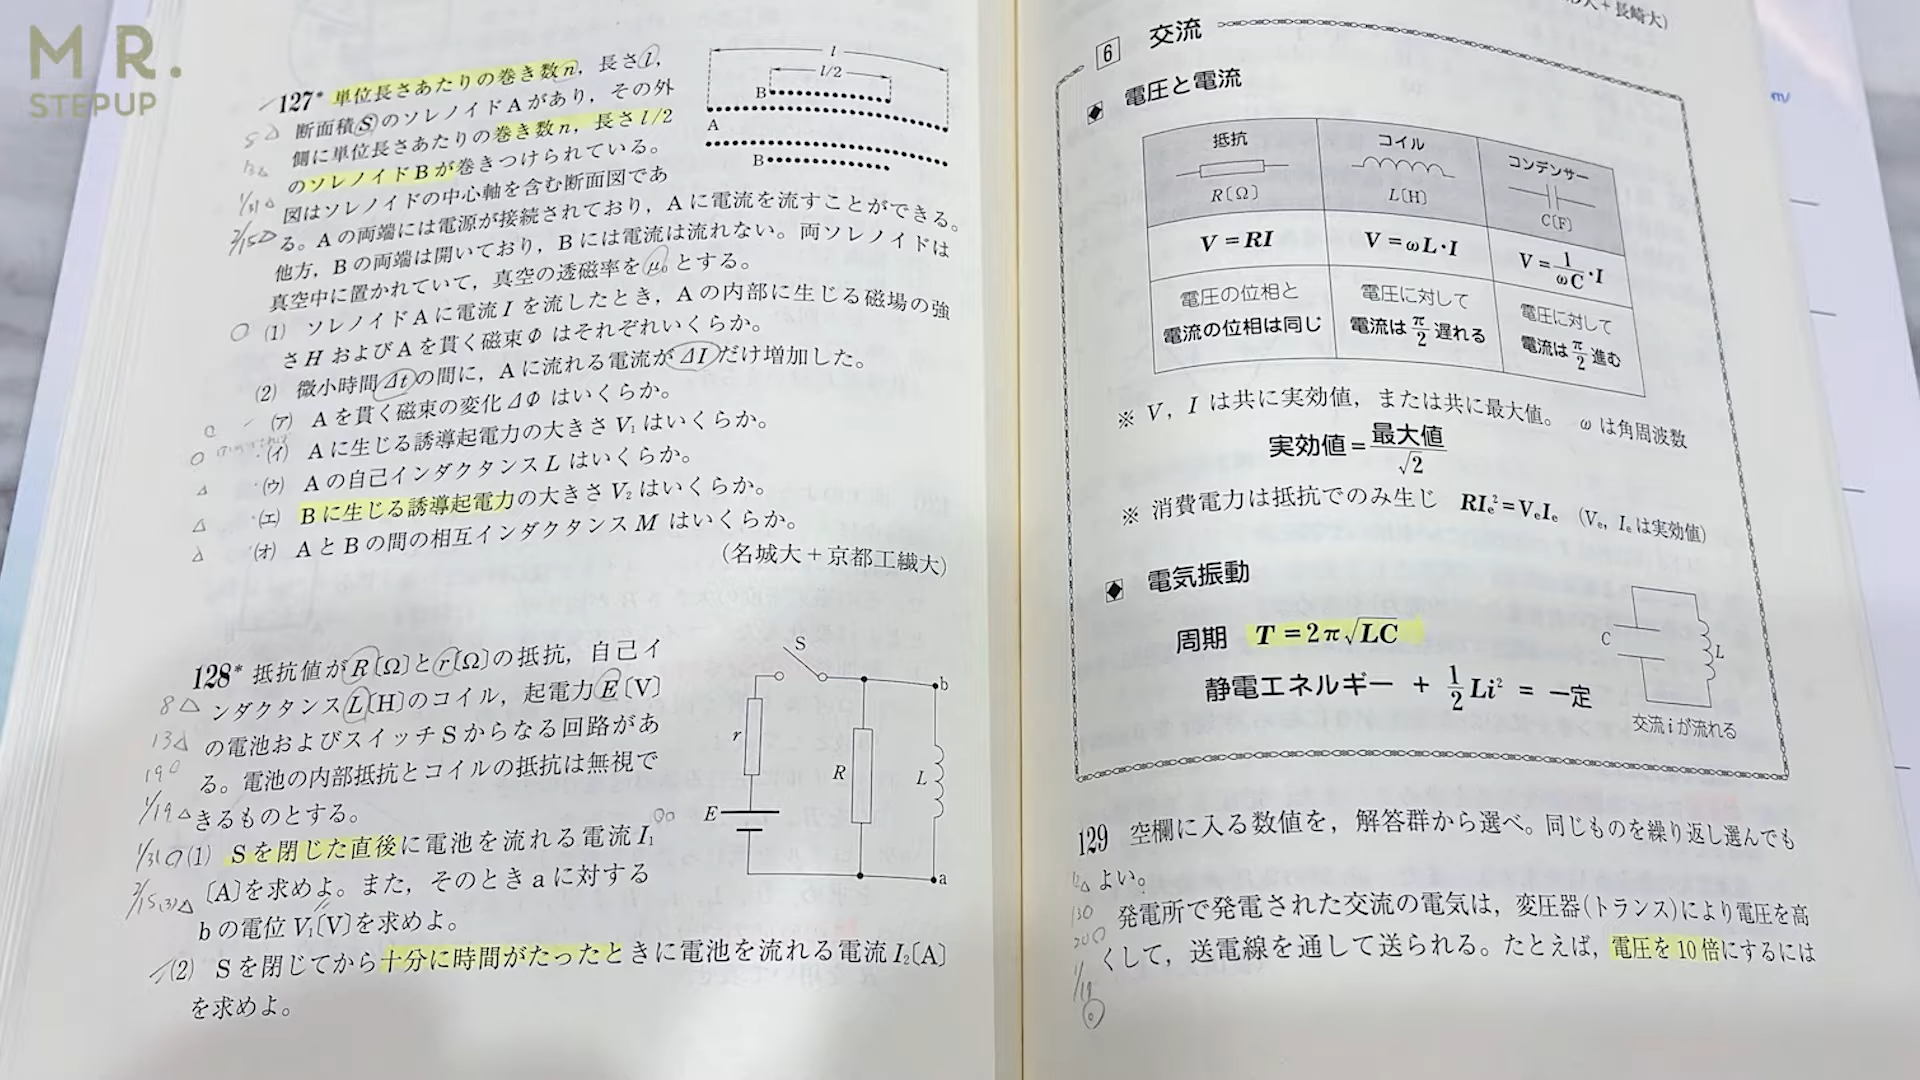 MR.
STEPUP
127* 単位長さあたりの巻き数n, 長さl,
断面積SのソレノイドAがあり, その外
側に単位長さあたりの巻き数n, 長さl/2
のソレノイドBが巻きつけられている。
図はソレノイドの中心軸を含む断面図であ
る。Aの両端には電源が接続されており, Aに電流を流すことができる。
他方, Bの両端は開いており, Bには電流は流れない。両ソレノイドは
真空中に置かれていて, 真空の透磁率をμ₀とする。
(1) ソレノイドAに電流Iを流したとき, Aの内部に生じる磁場の強
さHおよびAを貫く磁束Φはそれぞれいくらか。
(2) 微小時間Δtの間に, Aに流れる電流がΔIだけ増加した。
(ア) Aを貫く磁束の変化ΔΦはいくらか。
(イ) Aに生じる誘導起電力の大きさV₁はいくらか。
(ウ) Aの自己インダクタンスLはいくらか。
(エ) Bに生じる誘導起電力の大きさV₂はいくらか。
(オ) AとBの間の相互インダクタンスMはいくらか。
(名城大+京都工繊大)
l
l/2
B
A
B
128* 抵抗値がR〔Ω〕とr〔Ω〕の抵抗, 自己イ
ンダクタンスL〔H〕のコイル, 起電力E〔V〕
の電池およびスイッチSからなる回路があ
る。電池の内部抵抗とコイルの抵抗は無視で
きるものとする。
(1) Sを閉じた直後に電池を流れる電流I₁
〔A〕を求めよ。また, そのときaに対する
bの電位V₁〔V〕を求めよ。
(2) Sを閉じてから十分に時間がたったときに電池を流れる電流I₂〔A〕
を求めよ。
S
b
r
R
L
E
a
8△
13△
19○
1/19△
1/31○
2/15(3)△
1/31△
2/15△
大+長崎大)
6 交流
電圧と電流
抵抗 コイル コンデンサー
R〔Ω〕 L〔H〕 C〔F〕
V=RI V=ωL・I V=1/ωC・I
電圧の位相と 電圧に対して 電圧に対して
電流の位相は同じ 電流はπ/2遅れる 電流はπ/2進む
※ V, Iは共に実効値, または共に最大値。 ωは角周波数
実効値=最大値/√2
※ 消費電力は抵抗でのみ生じ RIₑ²=VₑIₑ (Vₑ, Iₑは実効値)
電気振動
周期 T=2π√LC
静電エネルギー + 1/2Li² = 一定
C
L
交流iが流れる
129 空欄に入る数値を, 解答群から選べ。同じものを繰り返し選んでも
よい。
発電所で発電された交流の電気は, 変圧器(トランス)により電圧を高
くして, 送電線を通して送られる。たとえば, 電圧を10倍にするには
1/19